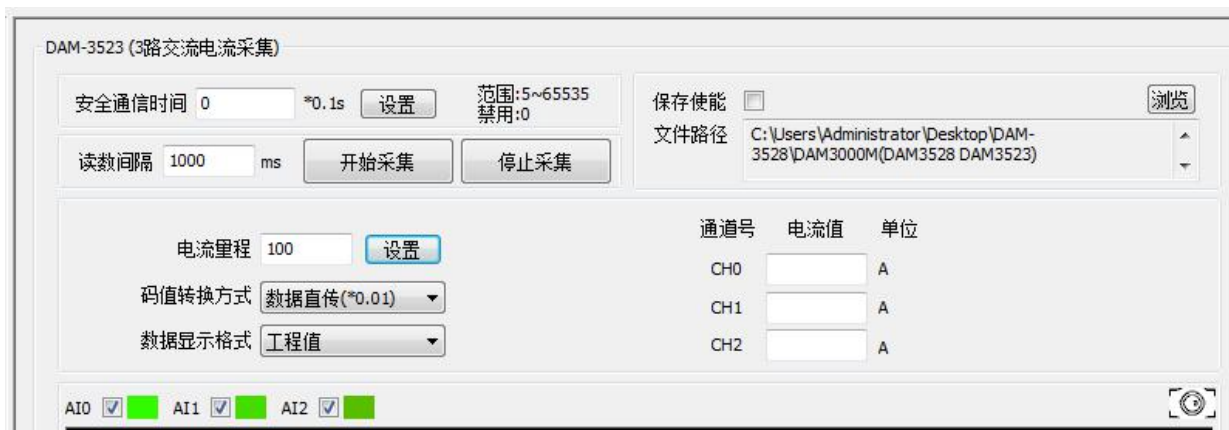 DAM-3523 (3路交流电流采集)
安全通信时间 0 *0.1s 设置 范围:5~65535
禁用:0
读数间隔 1000 ms 开始采集 停止采集
保存使能 浏览
文件路径 C:\Users\Administrator\Desktop\DAM-
3528\DAM3000M(DAM3528 DAM3523)
电流里程 100 设置
码值转换方式 数据直传(*0.01)
数据显示格式 工程值
通道号 电流值 单位
CH0 A
CH1 A
CH2 A
AI0 AI1 AI2